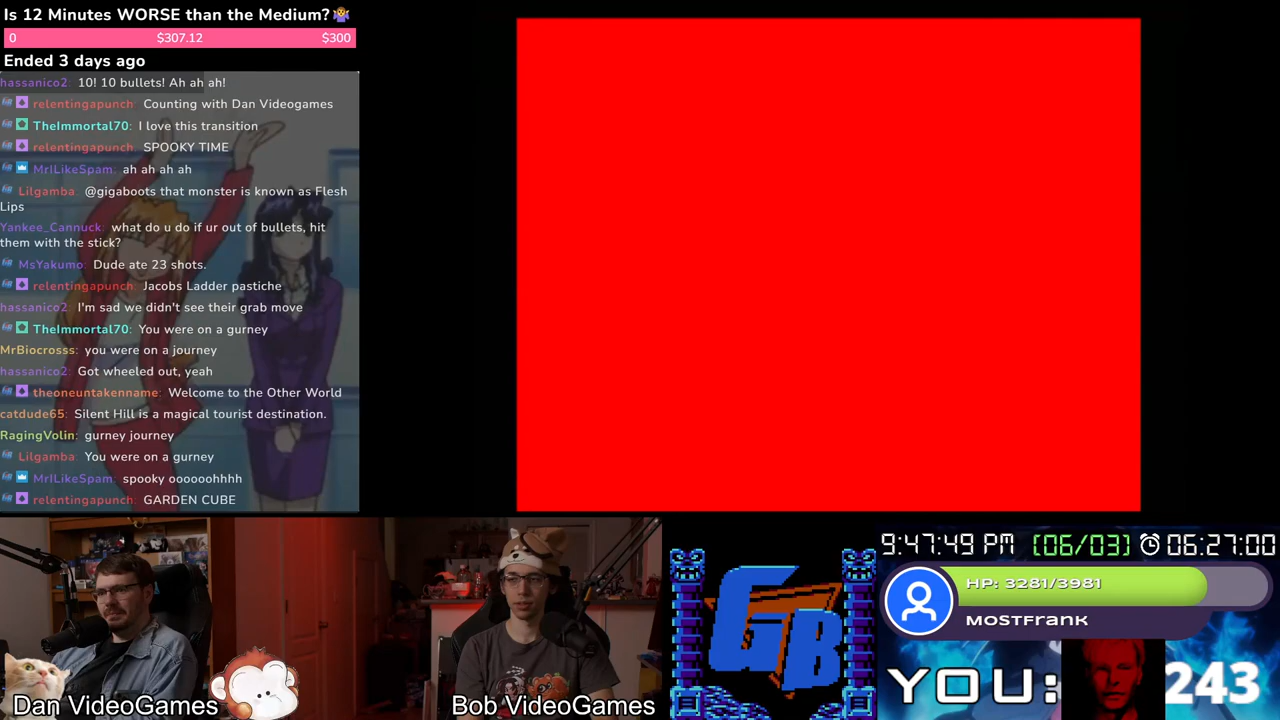 Is 12 Minutes WORSE than the Medium?🤷
0 $307.12 $300
Ended 3 days ago
hassanico2: 10! 10 bullets! Ah ah ah!
relentingapunch: Counting with Dan Videogames
TheImmortal70: I love this transition
relentingapunch: SPOOKY TIME
MrILikeSpam: ah ah ah ah
Lilgamba: @gigaboots that monster is known as Flesh
Lips
Yankee_Cannuck: what do u do if ur out of bullets, hit
them with the stick?
MsYakumo: Dude ate 23 shots.
relentingapunch: Jacobs Ladder pastiche
hassanico2: I'm sad we didn't see their grab move
TheImmortal70: You were on a gurney
MrBiocrosss: you were on a journey
hassanico2: Got wheeled out, yeah
theoneuntakenname: Welcome to the Other World
catdude65: Silent Hill is a magical tourist destination.
RagingVolin: gurney journey
Lilgamba: You were on a gurney
MrILikeSpam: spooky oooooohhhh
relentingapunch: GARDEN CUBE
Dan VideoGames
Bob VideoGames
GB
9:47:49 PM [06/03] 06:27:00
HP: 3281/3981
MOSTFRANK
YOU: 243